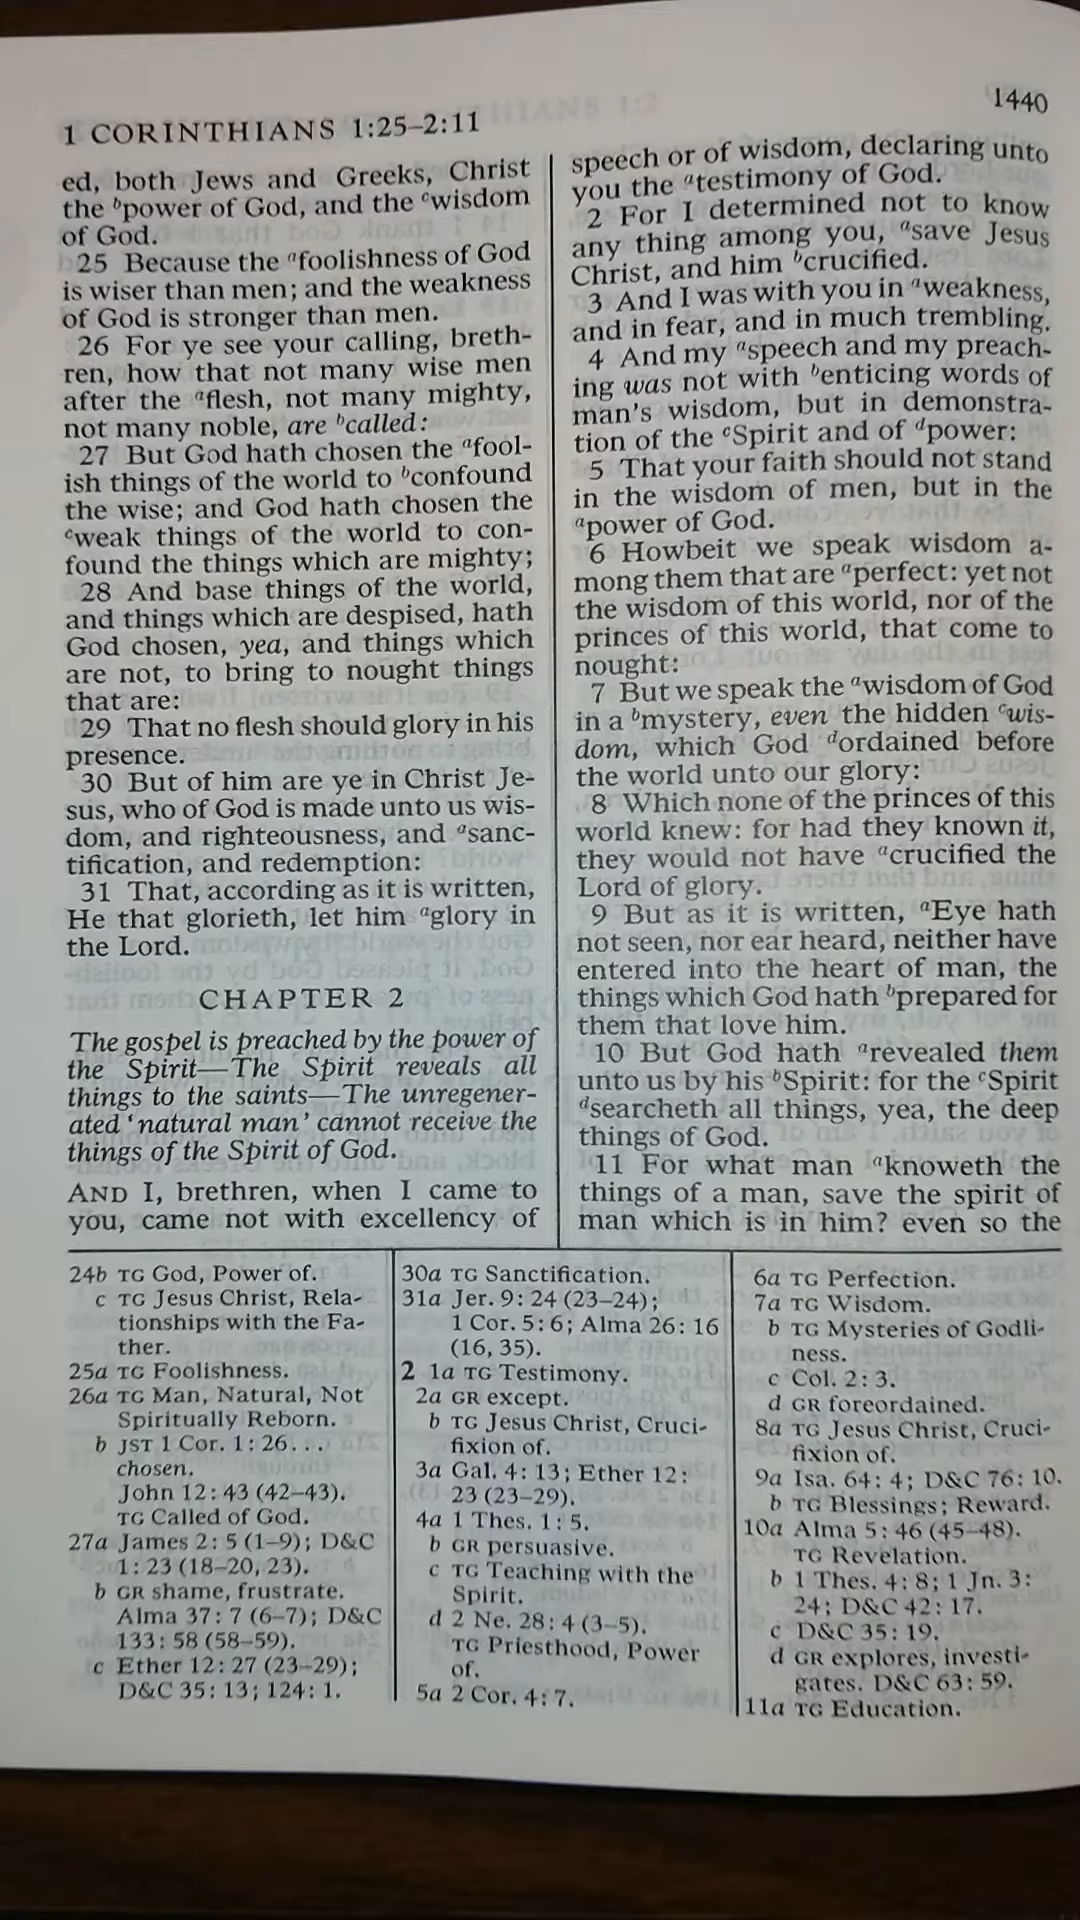 1 CORINTHIANS 1:25–2:11
1440
ed, both Jews and Greeks, Christ
the bpower of God, and the cwisdom
of God.
25 Because the afoolishness of God
is wiser than men; and the weakness
of God is stronger than men.
26 For ye see your calling, breth-
ren, how that not many wise men
after the aflesh, not many mighty,
not many noble, are bcalled:
27 But God hath chosen the afool-
ish things of the world to bconfound
the wise; and God hath chosen the
cweak things of the world to con-
found the things which are mighty;
28 And base things of the world,
and things which are despised, hath
God chosen, yea, and things which
are not, to bring to nought things
that are:
29 That no flesh should glory in his
presence.
30 But of him are ye in Christ Je-
sus, who of God is made unto us wis-
dom, and righteousness, and asanc-
tification, and redemption:
31 That, according as it is written,
He that glorieth, let him aglory in
the Lord.
CHAPTER 2
The gospel is preached by the power of
the Spirit—The Spirit reveals all
things to the saints—The unregener-
ated ‘natural man’ cannot receive the
things of the Spirit of God.
AND I, brethren, when I came to
you, came not with excellency of
speech or of wisdom, declaring unto
you the atestimony of God.
2 For I determined not to know
any thing among you, asave Jesus
Christ, and him bcrucified.
3 And I was with you in aweakness,
and in fear, and in much trembling.
4 And my aspeech and my preach-
ing was not with benticing words of
man's wisdom, but in demonstra-
tion of the cSpirit and of dpower:
5 That your faith should not stand
in the wisdom of men, but in the
apower of God.
6 Howbeit we speak wisdom a-
mong them that are aperfect: yet not
the wisdom of this world, nor of the
princes of this world, that come to
nought:
7 But we speak the awisdom of God
in a bmystery, even the hidden cwis-
dom, which God dordained before
the world unto our glory:
8 Which none of the princes of this
world knew: for had they known it,
they would not have acrucified the
Lord of glory.
9 But as it is written, aEye hath
not seen, nor ear heard, neither have
entered into the heart of man, the
things which God hath bprepared for
them that love him.
10 But God hath arevealed them
unto us by his bSpirit: for the cSpirit
dsearcheth all things, yea, the deep
things of God.
11 For what man aknoweth the
things of a man, save the spirit of
man which is in him? even so the
24b TG God, Power of.
c TG Jesus Christ, Rela-
tionships with the Fa-
ther.
25a TG Foolishness.
26a TG Man, Natural, Not
Spiritually Reborn.
b JST 1 Cor. 1: 26 . . .
chosen.
John 12: 43 (42–43).
TG Called of God.
27a James 2: 5 (1–9); D&C
1: 23 (18–20, 23).
b GR shame, frustrate.
Alma 37: 7 (6–7); D&C
133: 58 (58–59).
c Ether 12: 27 (23–29);
D&C 35: 13; 124: 1.
30a TG Sanctification.
31a Jer. 9: 24 (23–24);
1 Cor. 5: 6; Alma 26: 16
(16, 35).
2 1a TG Testimony.
2a GR except.
b TG Jesus Christ, Cruci-
fixion of.
3a Gal. 4: 13; Ether 12:
23 (23–29).
4a 1 Thes. 1: 5.
b GR persuasive.
c TG Teaching with the
Spirit.
d 2 Ne. 28: 4 (3–5).
TG Priesthood, Power
of.
5a 2 Cor. 4: 7.
6a TG Perfection.
7a TG Wisdom.
b TG Mysteries of Godli-
ness.
c Col. 2: 3.
d GR foreordained.
8a TG Jesus Christ, Cruci-
fixion of.
9a Isa. 64: 4; D&C 76: 10.
b TG Blessings; Reward.
10a Alma 5: 46 (45–48).
TG Revelation.
b 1 Thes. 4: 8; 1 Jn. 3:
24; D&C 42: 17.
c D&C 35: 19.
d GR explores, investi-
gates. D&C 63: 59.
11a TG Education.